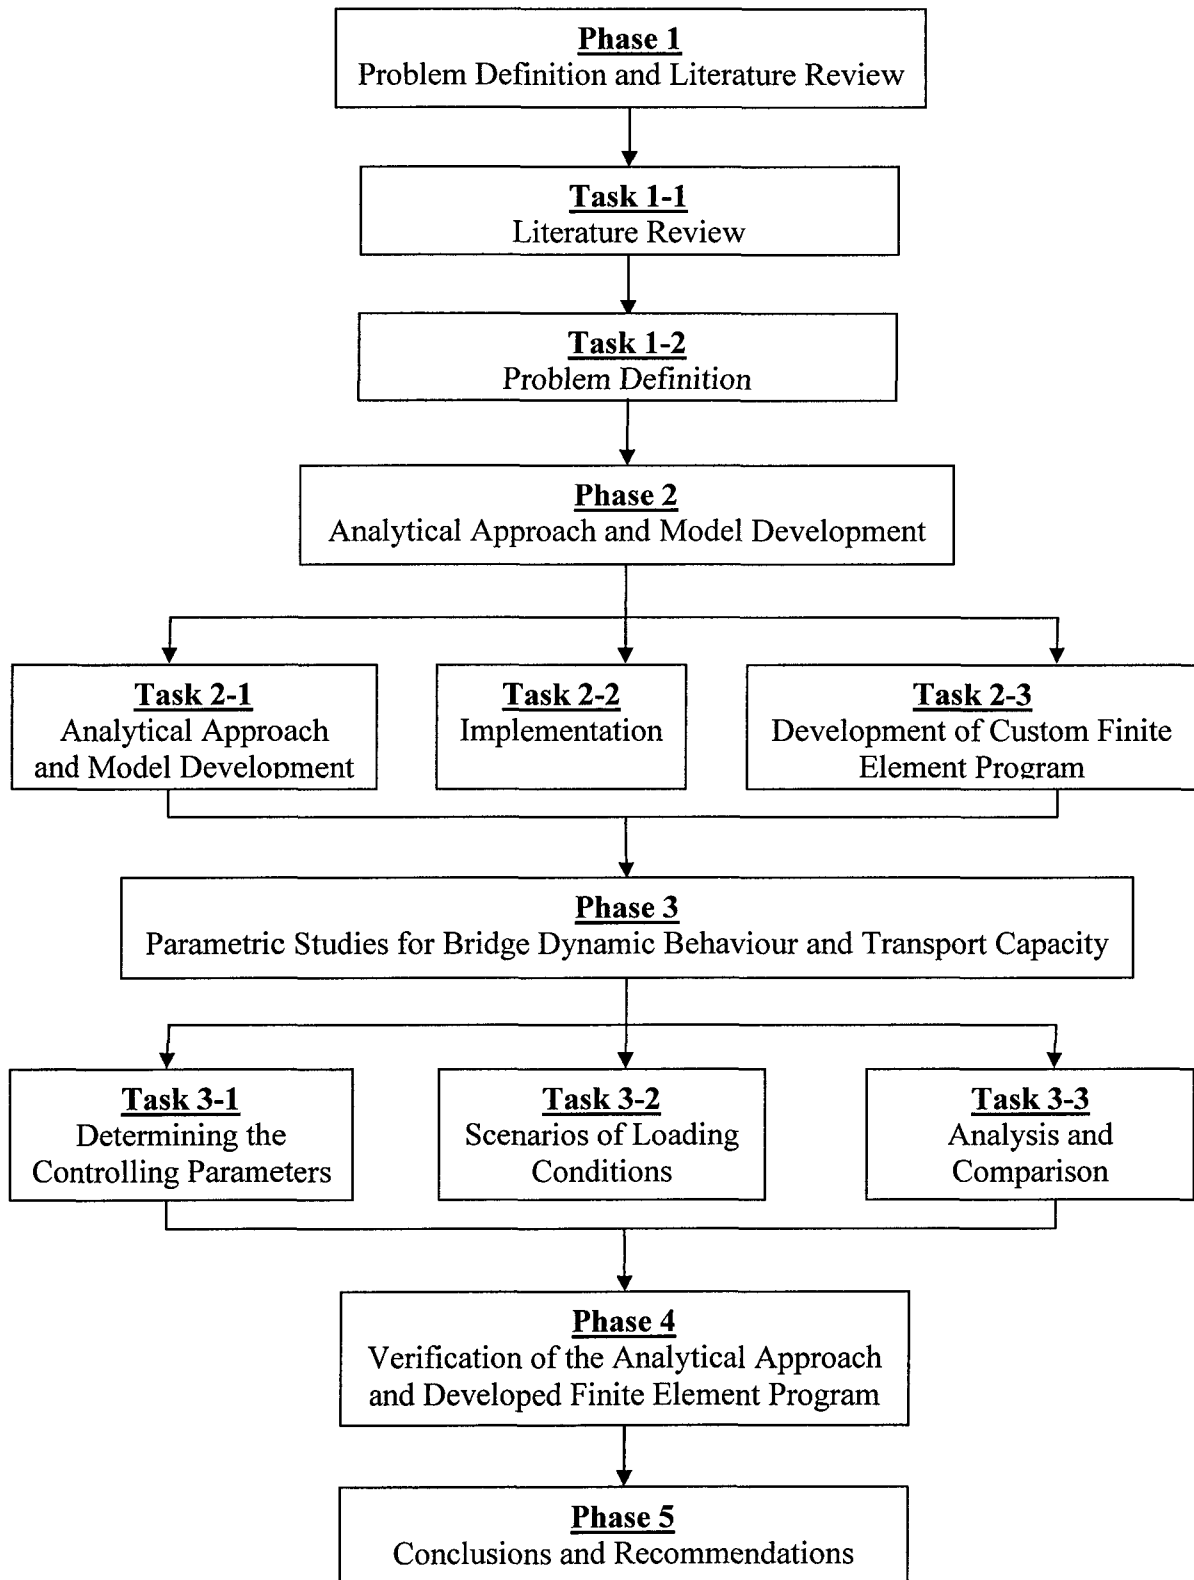 Phase 1
Problem Definition and Literature Review
Task 1-1
Literature Review
Task 1-2
Problem Definition
Phase 2
Analytical Approach and Model Development
Task 2-1
Analytical Approach
and Model Development
Task 2-2
Implementation
Task 2-3
Development of Custom Finite
Element Program
Phase 3
Parametric Studies for Bridge Dynamic Behaviour and Transport Capacity
Task 3-1
Determining the
Controlling Parameters
Task 3-2
Scenarios of Loading
Conditions
Task 3-3
Analysis and
Comparison
Phase 4
Verification of the Analytical Approach
and Developed Finite Element Program
Phase 5
Conclusions and Recommendations